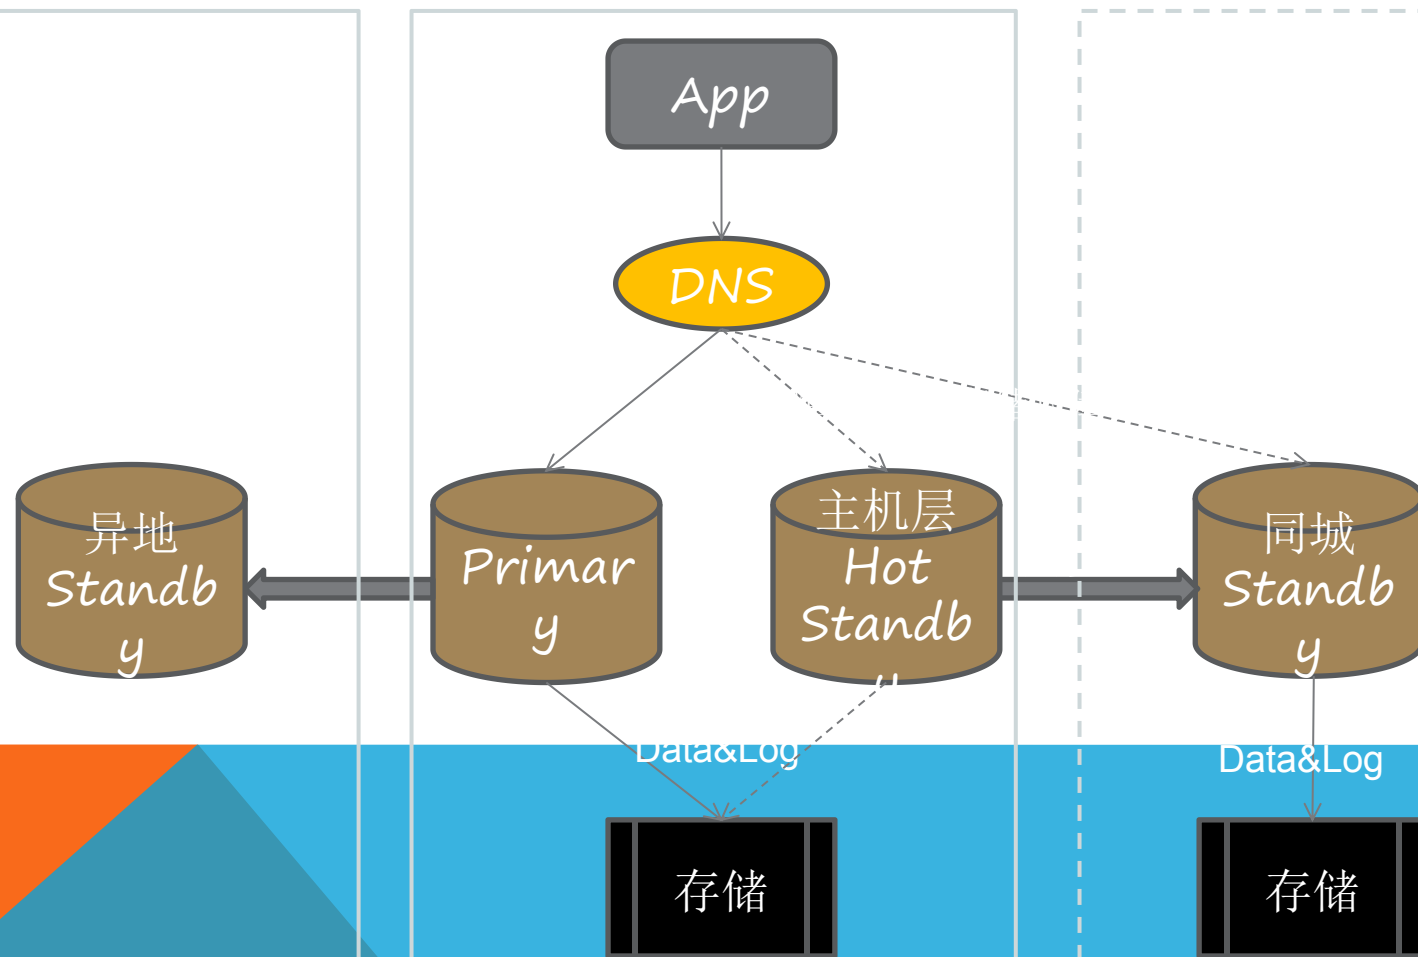 App
DNS
异地
Standb
y
Primar
y
主机层
Hot
Standb
y
同城
Standb
y
Data&Log
Data&Log
存储
存储